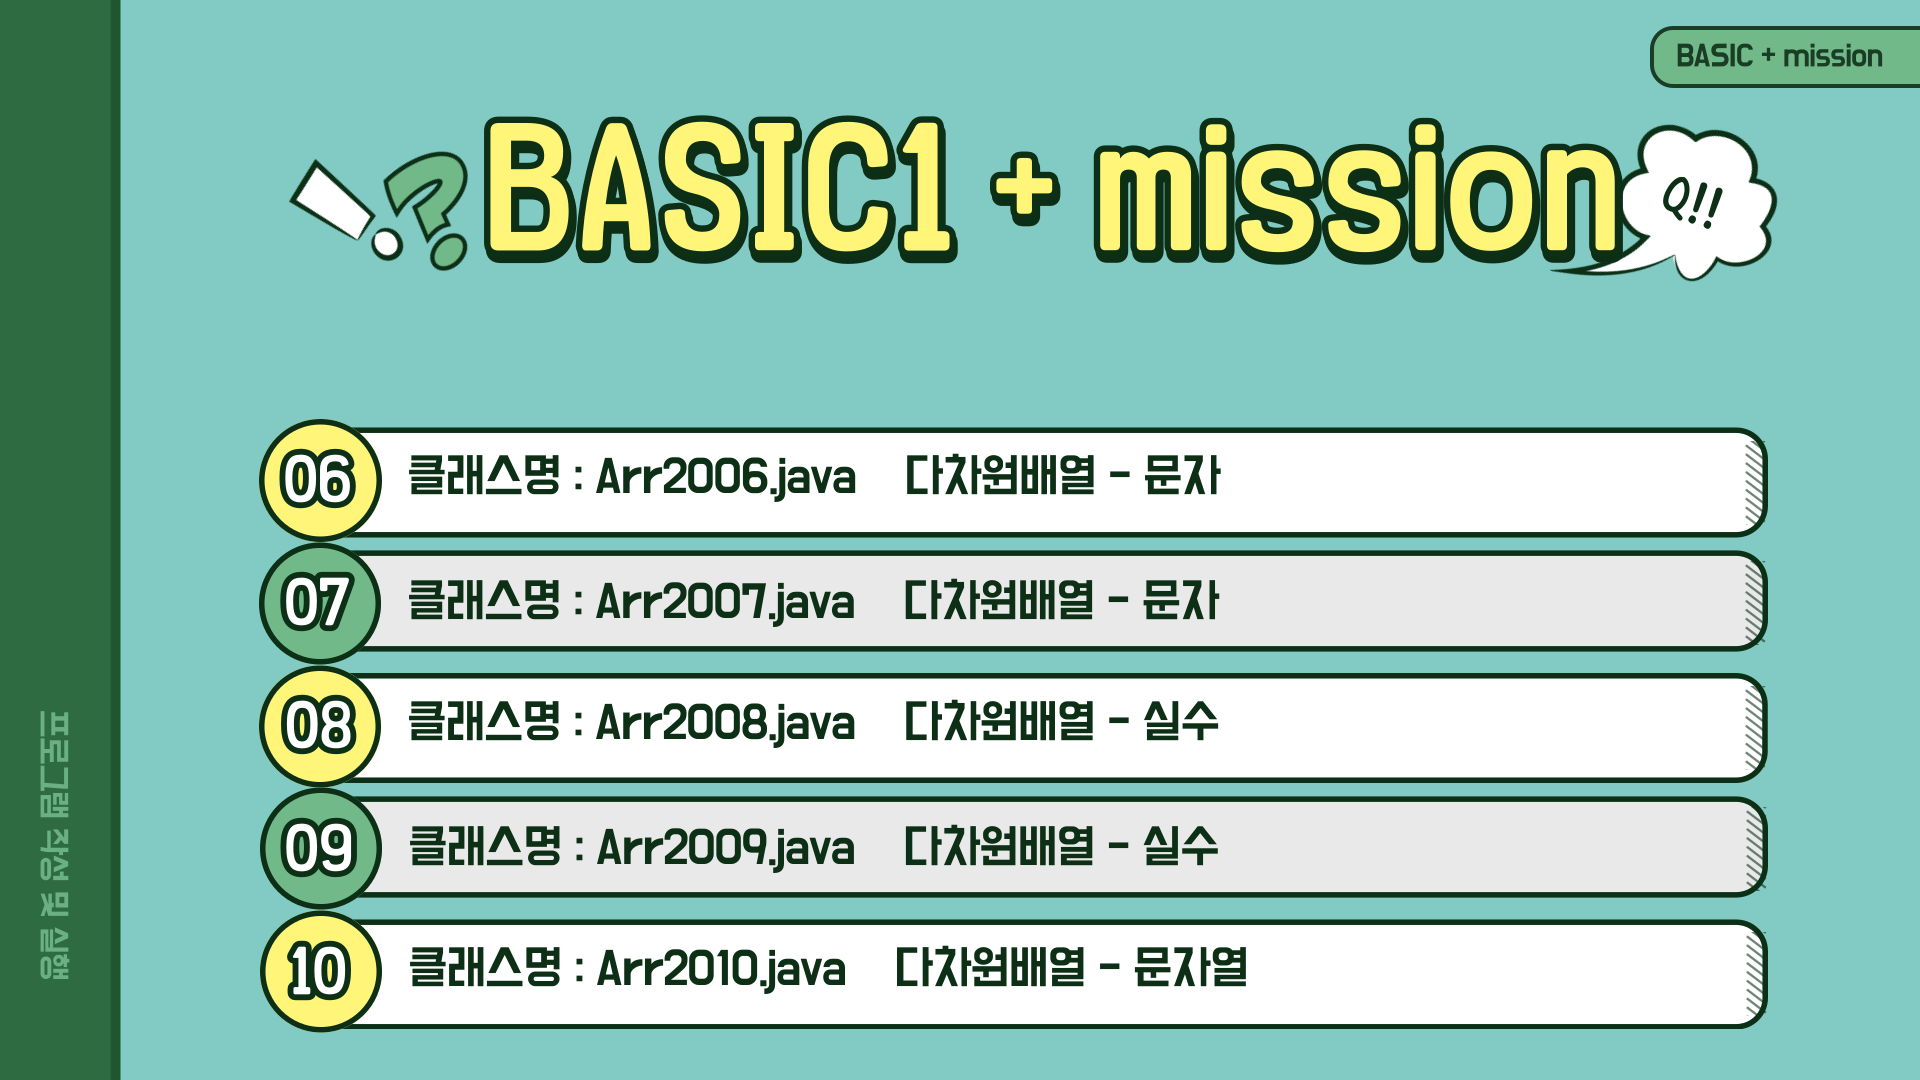 BASIC + mission
BASIC1 + mission
Q!!
06 클래스명 : Arr2006.java 다차원배열 - 문자
07 클래스명 : Arr2007.java 다차원배열 - 문자
08 클래스명 : Arr2008.java 다차원배열 - 실수
09 클래스명 : Arr2009.java 다차원배열 - 실수
10 클래스명 : Arr2010.java 다차원배열 - 문자열
프로그램 작성 및 실행